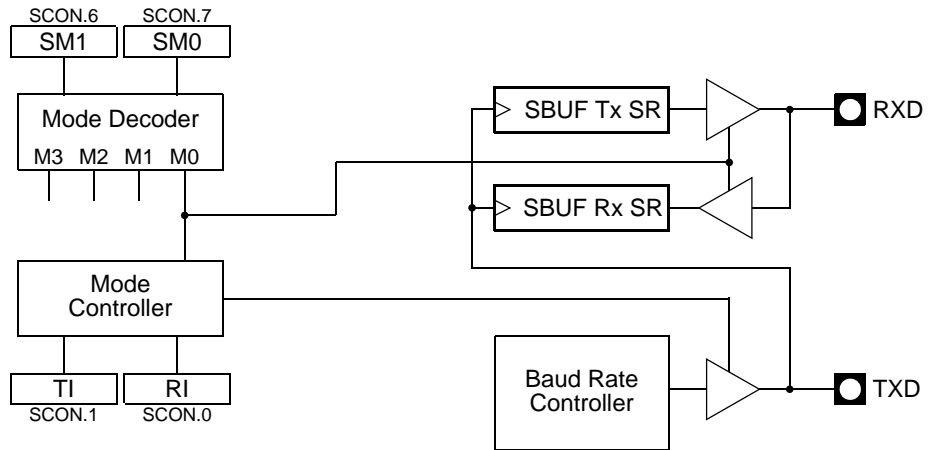 SCON.6 SCON.7
SM1 SM0
Mode Decoder
M3 M2 M1 M0
SBUF Tx SR
RXD
SBUF Rx SR
Mode
Controller
TI RI
SCON.1 SCON.0
Baud Rate
Controller
TXD